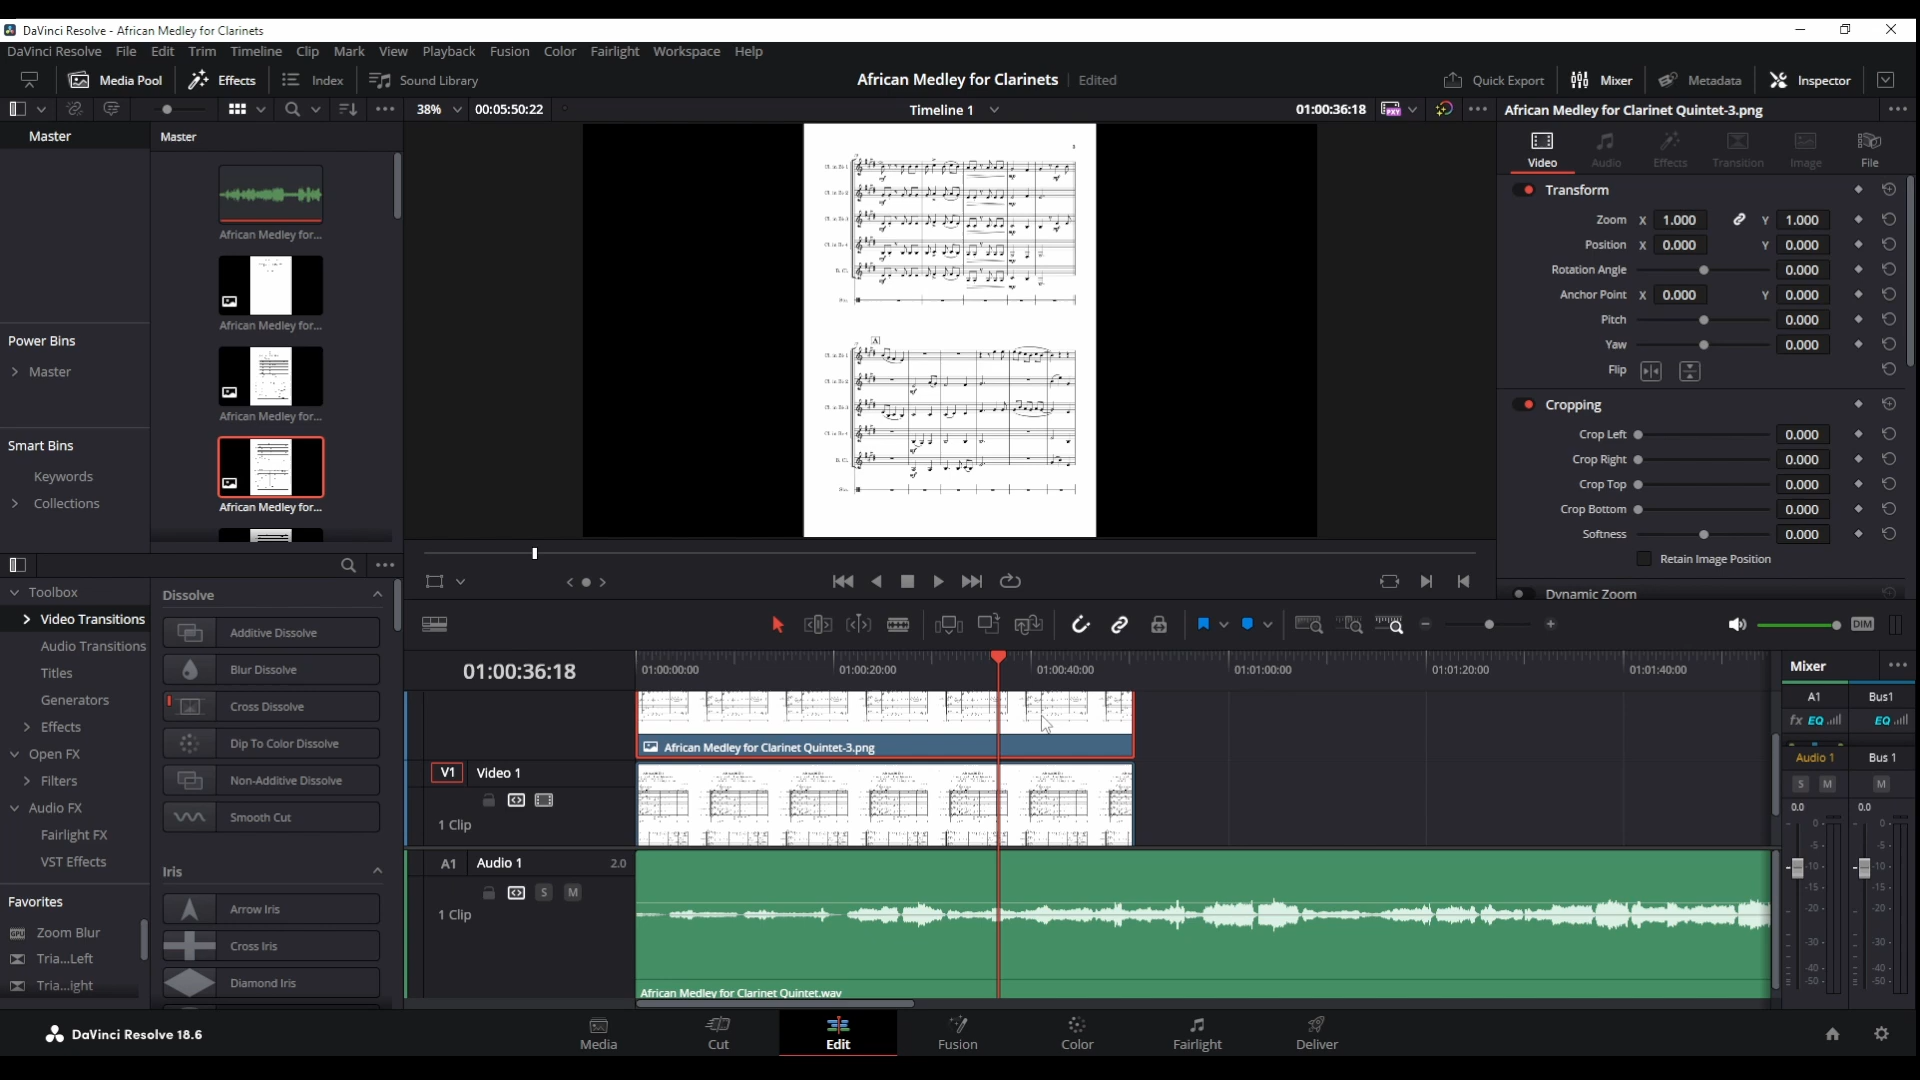 DaVinci Resolve - African Medley for Clarinets
DaVinci Resolve File Edit Trim Timeline Clip Mark View Playback Fusion Color Fairlight Workspace Help
Media Pool Effects Index Sound Library African Medley for Clarinets Edited Quick Export Mixer Metadata Inspector
38% 00:05:50:22 Timeline 1 01:00:36:18 African Medley for Clarinet Quintet-3.png
Master Master
African Medley for...
African Medley for...
African Medley for...
African Medley for...
Power Bins
Master
Smart Bins
Keywords
Collections
A
Video Audio Effects Transition Image File
Transform
Zoom X 1.000 Y 1.000
Position X 0.000 Y 0.000
Rotation Angle 0.000
Anchor Point X 0.000 Y 0.000
Pitch 0.000
Yaw 0.000
Flip
Cropping
Crop Left 0.000
Crop Right 0.000
Crop Top 0.000
Crop Bottom 0.000
Softness 0.000
Retain Image Position
Dynamic Zoom
Toolbox
Video Transitions
Audio Transitions
Titles
Generators
Effects
Open FX
Filters
Audio FX
Fairlight FX
VST Effects
Favorites
Zoom Blur
Tria...Left
Tria...ight
Dissolve
Additive Dissolve
Blur Dissolve
Cross Dissolve
Dip To Color Dissolve
Non-Additive Dissolve
Smooth Cut
Iris
Arrow Iris
Cross Iris
Diamond Iris
DIM
01:00:36:18 01:00:00:00 01:00:20:00 01:00:40:00 01:01:00:00 01:01:20:00 01:01:40:00
African Medley for Clarinet Quintet-3.png
V1 Video 1
1 Clip
A1 Audio 1 2.0
S M
1 Clip
African Medley for Clarinet Quintet.wav
Mixer
A1 Bus1
fx EQ EQ
Audio 1 Bus 1
S M M
0.0 0.0
0 0
-5 -5
-10 -10
-15 -15
-20 -20
-30 -30
-40 -40
-50 -50
DaVinci Resolve 18.6 Media Cut Edit Fusion Color Fairlight Deliver